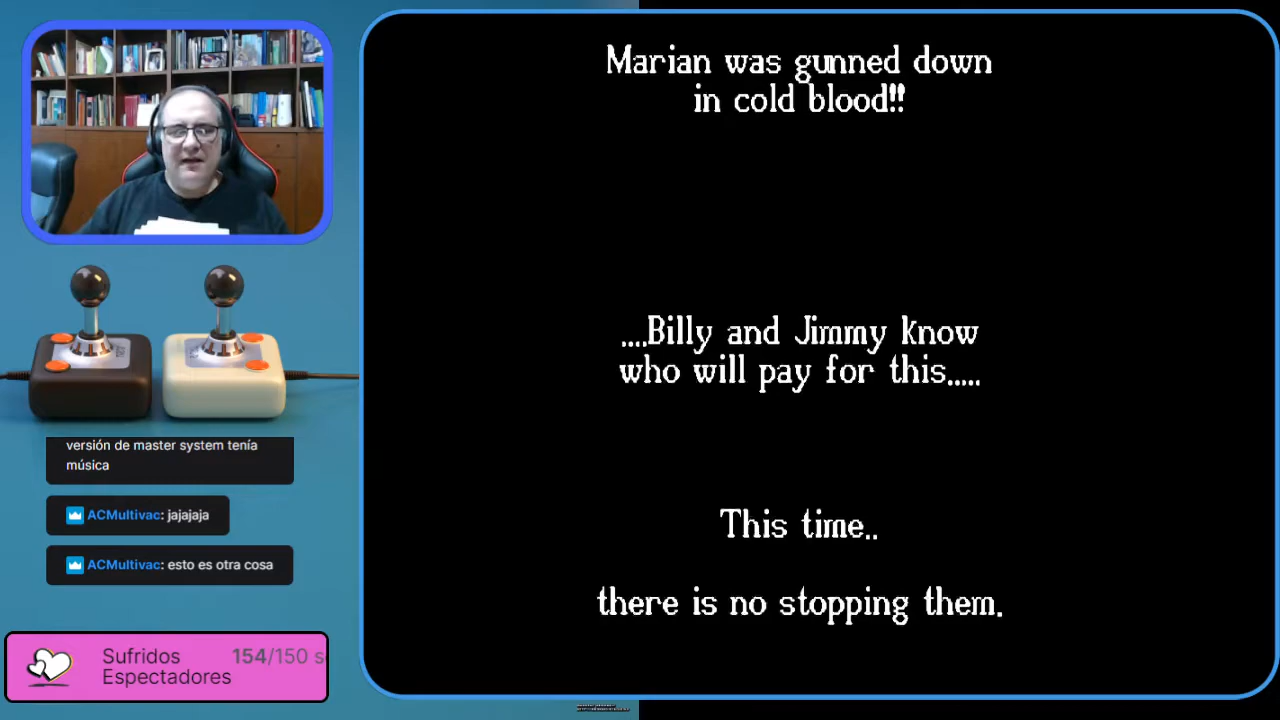 Marian was gunned down
in cold blood!!
....Billy and Jimmy know
who will pay for this.....
This time..
there is no stopping them.
versión de master system tenía
música
ACMultivac: jajajaja
ACMultivac: esto es otra cosa
Sufridos 154/150 s
Espectadores